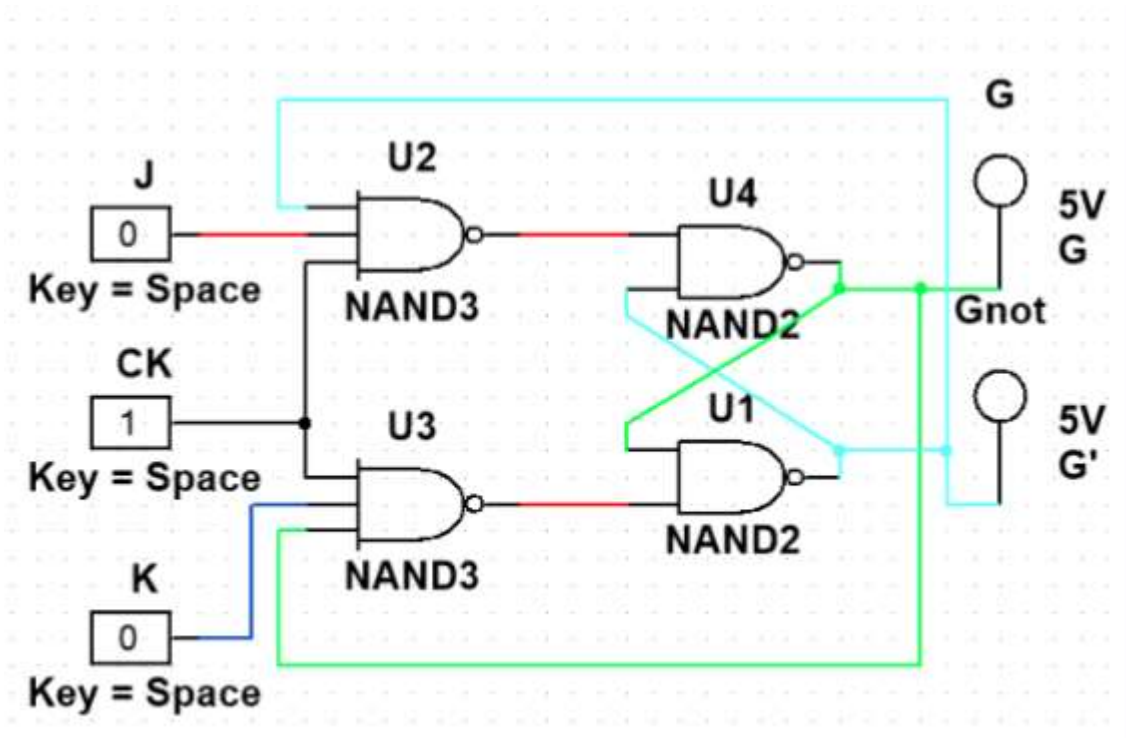 G
J
U2
U4
0
5V
G
Key = Space
NAND3
NAND2
Gnot
CK
U3
U1
1
5V
G'
Key = Space
NAND2
K
NAND3
0
Key = Space